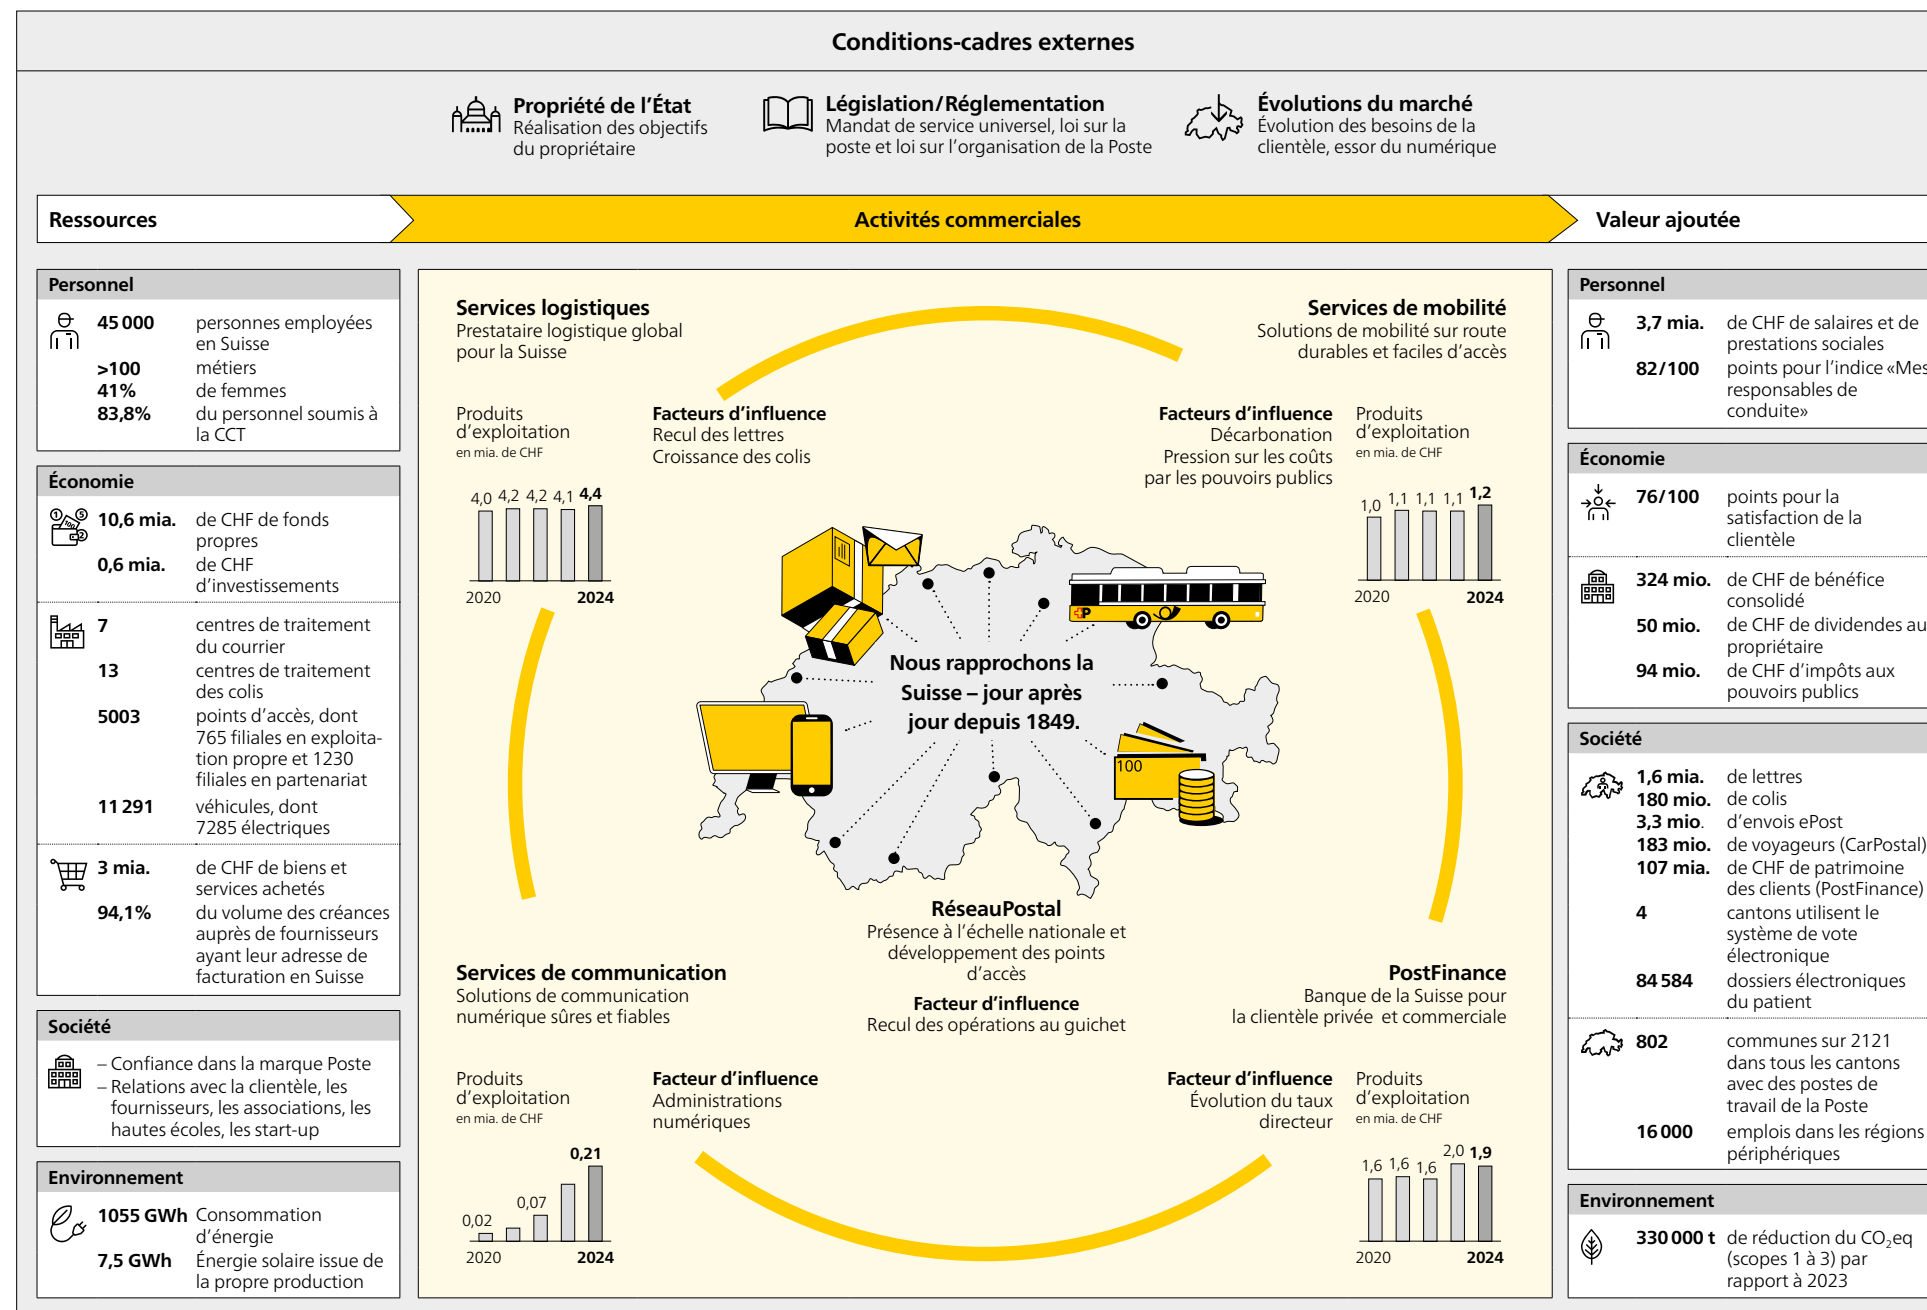 Conditions-cadres externes
Propriété de l'État
Réalisation des objectifs
du propriétaire
Législation/Réglementation
Mandat de service universel, loi sur la
poste et loi sur l'organisation de la Poste
Évolutions du marché
Évolution des besoins de la
clientèle, essor du numérique
Ressources
Activités commerciales
Valeur ajoutée
Personnel
45 000 personnes employées
en Suisse
>100 métiers
41% de femmes
83,8% du personnel soumis à
la CCT
Économie
10,6 mia. de CHF de fonds
propres
0,6 mia. de CHF
d'investissements
7 centres de traitement
du courrier
13 centres de traitement
des colis
5003 points d'accès, dont
765 filiales en exploita-
tion propre et 1230
filiales en partenariat
11 291 véhicules, dont
7285 électriques
3 mia. de CHF de biens et
services achetés
94,1% du volume des créances
auprès de fournisseurs
ayant leur adresse de
facturation en Suisse
Société
– Confiance dans la marque Poste
– Relations avec la clientèle, les
fournisseurs, les associations, les
hautes écoles, les start-up
Environnement
1055 GWh Consommation
d'énergie
7,5 GWh Énergie solaire issue de
la propre production
Services logistiques
Prestataire logistique global
pour la Suisse
Produits
d'exploitation
en mia. de CHF
4,0 4,2 4,2 4,1 4,4
2020 2024
Facteurs d'influence
Recul des lettres
Croissance des colis
Services de mobilité
Solutions de mobilité sur route
durables et faciles d'accès
Facteurs d'influence
Décarbonation
Pression sur les coûts
par les pouvoirs publics
Produits
d'exploitation
en mia. de CHF
1,0 1,1 1,1 1,1 1,2
2020 2024
P
Nous rapprochons la
Suisse – jour après
jour depuis 1849.
100
RéseauPostal
Présence à l'échelle nationale et
développement des points
d'accès
Facteur d'influence
Recul des opérations au guichet
Services de communication
Solutions de communication
numérique sûres et fiables
Produits
d'exploitation
en mia. de CHF
0,02 0,07 0,21
2020 2024
Facteur d'influence
Administrations
numériques
PostFinance
Banque de la Suisse pour
la clientèle privée et commerciale
Facteur d'influence
Évolution du taux
directeur
Produits
d'exploitation
en mia. de CHF
1,6 1,6 1,6 2,0 1,9
2020 2024
Personnel
3,7 mia. de CHF de salaires et de
prestations sociales
82/100 points pour l'indice «Mes
responsables de
conduite»
Économie
76/100 points pour la
satisfaction de la
clientèle
324 mio. de CHF de bénéfice
consolidé
50 mio. de CHF de dividendes au
propriétaire
94 mio. de CHF d'impôts aux
pouvoirs publics
Société
1,6 mia. de lettres
180 mio. de colis
3,3 mio. d'envois ePost
183 mio. de voyageurs (CarPostal)
107 mia. de CHF de patrimoine
des clients (PostFinance)
4 cantons utilisent le
système de vote
électronique
84 584 dossiers électroniques
du patient
802 communes sur 2121
dans tous les cantons
avec des postes de
travail de la Poste
16 000 emplois dans les régions
périphériques
Environnement
330 000 t de réduction du CO₂eq
(scopes 1 à 3) par
rapport à 2023